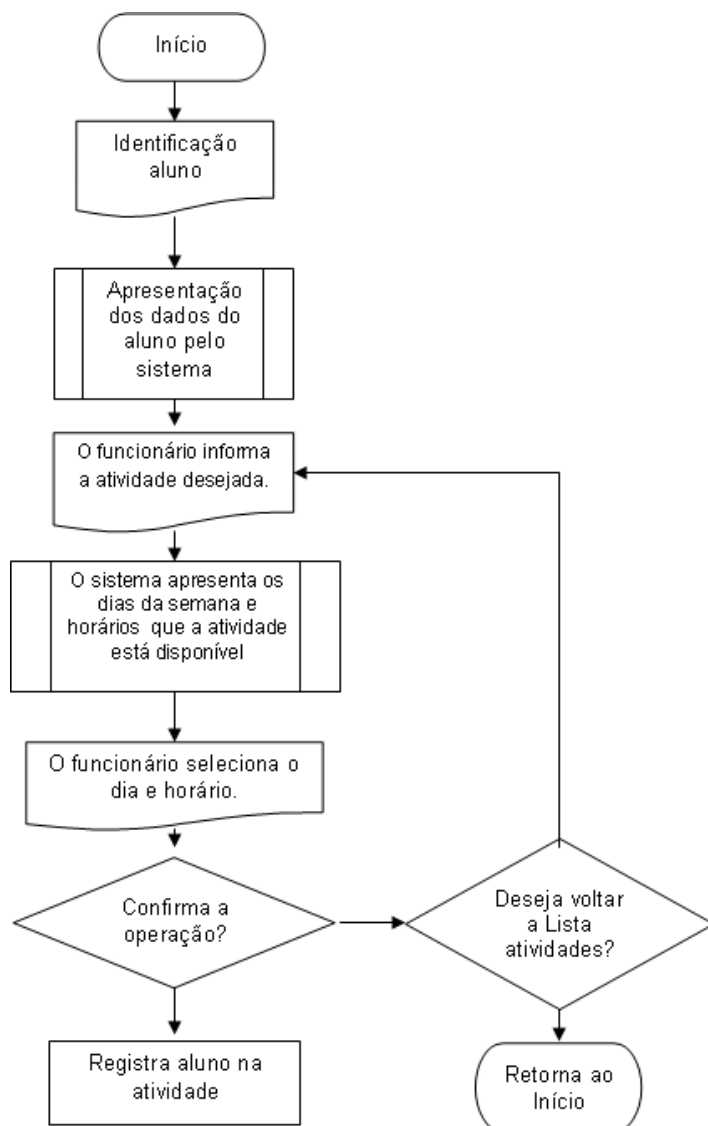 Início
Identificação
aluno
Apresentação
dos dados do
aluno pelo
sistema
O funcionário informa
a atividade desejada.
O sistema apresenta os
dias da semana e
horários que a atividade
está disponível
O funcionário seleciona o
dia e horário.
Confirma a
operação?
Deseja voltar
a Lista
atividades?
Registra aluno na
atividade
Retorna ao
Início